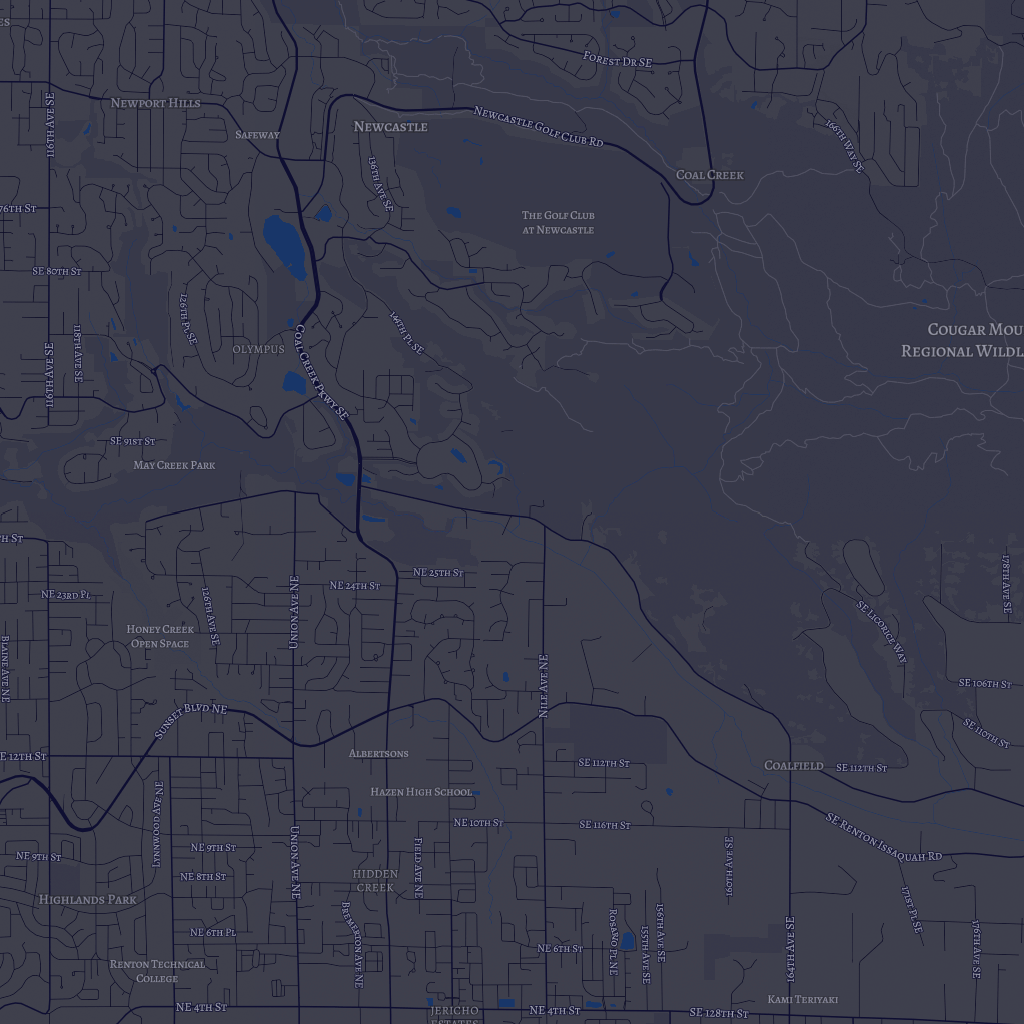 Forest Dr SE
Newport Hills
116th Ave SE
Safeway
Newcastle
Newcastle Golf Club Rd
166th Way SE
136th Ave SE
Coal Creek
76th St
The Golf Club
at Newcastle
SE 80th St
126th Pl SE
118th Ave SE
144th Pl SE
OLYMPUS
Coal Creek Pkwy SE
116th Ave SE
Cougar Mou
Regional Wildl
SE 91st St
May Creek Park
h St
NE 23rd Pl
NE 24th St
NE 25th St
Union Ave NE
126th Ave SE
178th Ave SE
Honey Creek
Open Space
Blaine Ave NE
SE Licorice Way
Nile Ave NE
SE 106th St
SE 110th St
Sunset Blvd NE
E 12th St
Albertsons
SE 112th St
Coalfield
SE 112th St
Hazen High School
Lynnwood Ave NE
NE 10th St
SE 116th St
SE Renton Issaquah Rd
NE 9th St
NE 9th St
Union Ave NE
Field Ave NE
160th Ave SE
NE 8th St
HIDDEN
CREEK
Highlands Park
171st Pl SE
Bremerton Ave NE
NE 6th Pl
NE 6th St
Rosario Pl NE
155th Ave SE
156th Ave SE
164th Ave SE
176th Ave SE
Renton Technical
College
Kami Teriyaki
NE 4th St
JERICHO
ESTATES
NE 4th St
SE 128th St